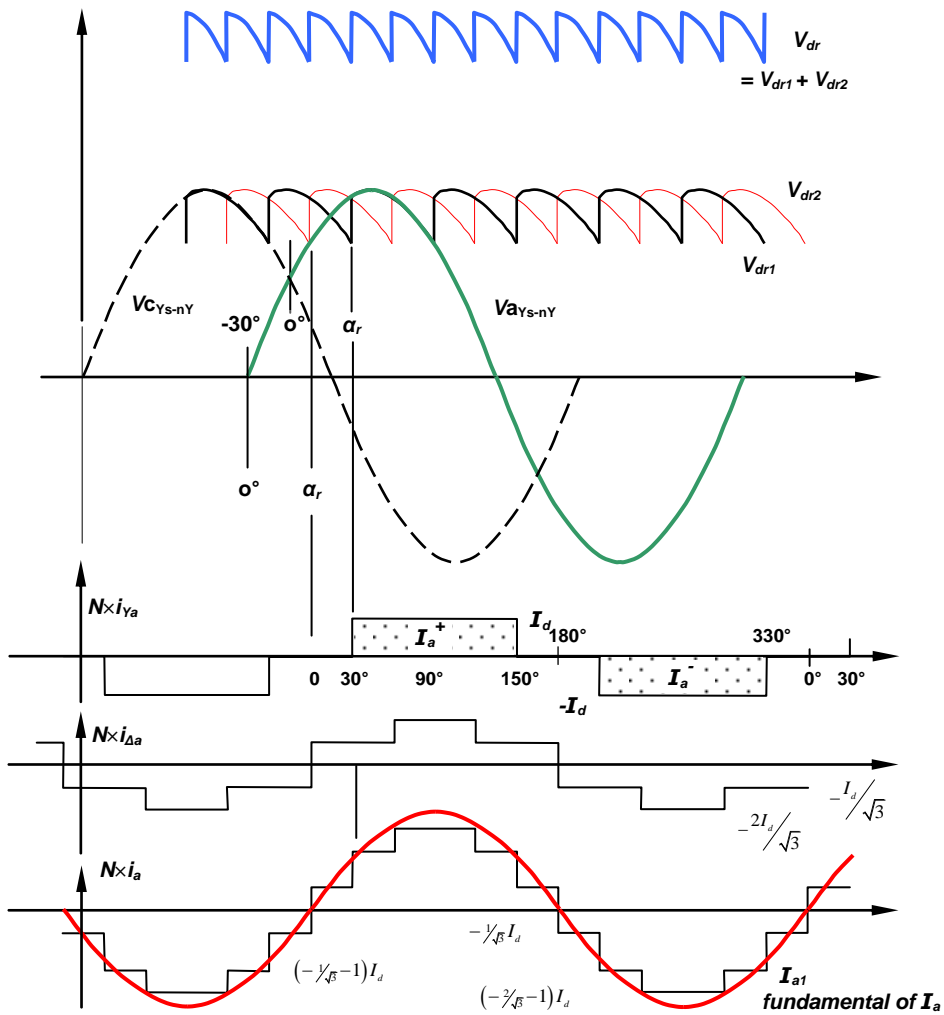 Vdr
= Vdr1 + Vdr2
Vdr2
Vdr1
VcYs-nY
VaYs-nY
-30° o° αr
o° αr
N×iYa
Ia+ Id
180° 330°
Ia-
0 30° 90° 150° 0° 30°
-Id
N×iΔa
-Id/√3
-2Id/√3
N×ia
-1/√3 Id
(-1/√3-1)Id
(-2/√3-1)Id
Ia1
fundamental of Ia